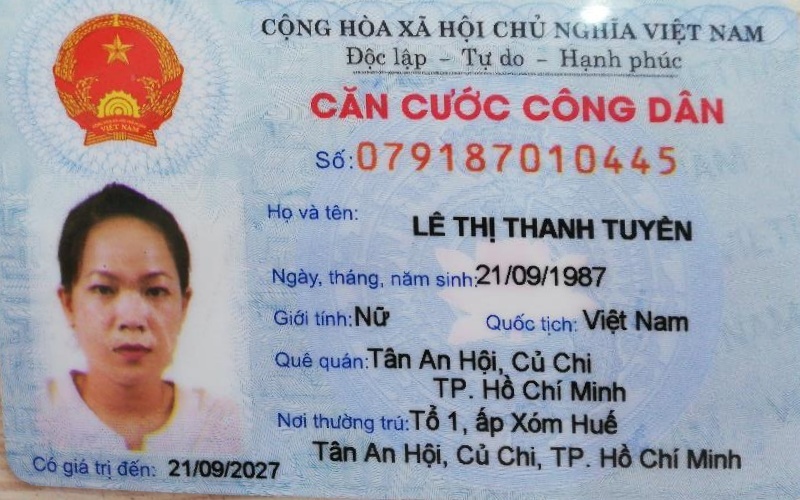 CỘNG HÒA XÃ HỘI CHỦ NGHĨA VIỆT NAM
Độc lập - Tự do - Hạnh phúc
CĂN CƯỚC CÔNG DÂN
Số: 079187010445
Họ và tên: LÊ THỊ THANH TUYỀN
Ngày, tháng, năm sinh: 21/09/1987
Giới tính: Nữ Quốc tịch: Việt Nam
Quê quán: Tân An Hội, Củ Chi
TP. Hồ Chí Minh
Nơi thường trú: Tổ 1, ấp Xóm Huế
Tân An Hội, Củ Chi, TP. Hồ Chí Minh
Có giá trị đến: 21/09/2027